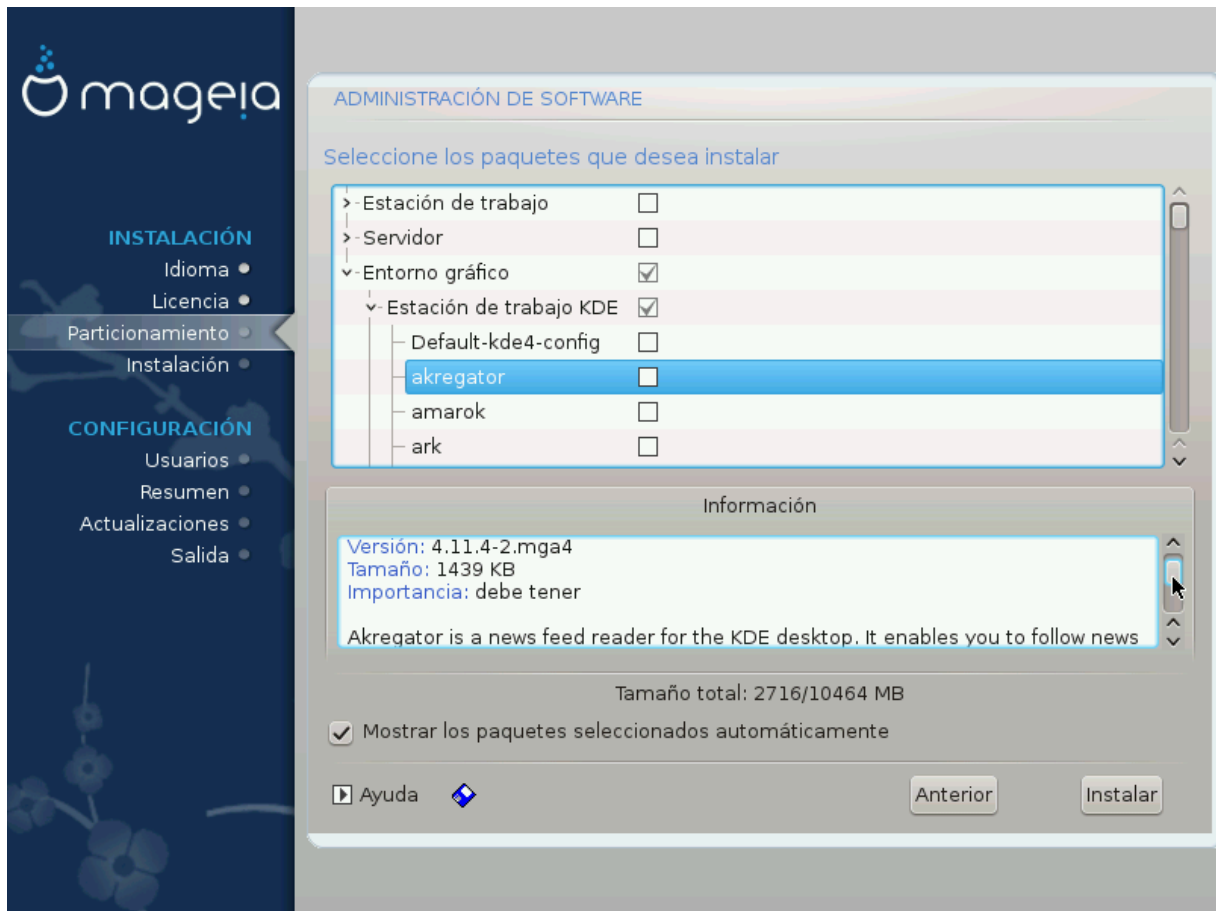 mageia
INSTALACIÓN
Idioma
Licencia
Particionamiento
Instalación
CONFIGURACIÓN
Usuarios
Resumen
Actualizaciones
Salida
ADMINISTRACIÓN DE SOFTWARE
Seleccione los paquetes que desea instalar
Estación de trabajo
Servidor
Entorno gráfico
Estación de trabajo KDE
Default-kde4-config
akregator
amarok
ark
Información
Versión: 4.11.4-2.mga4
Tamaño: 1439 KB
Importancia: debe tener
Akregator is a news feed reader for the KDE desktop. It enables you to follow news
Tamaño total: 2716/10464 MB
Mostrar los paquetes seleccionados automáticamente
Ayuda
Anterior
Instalar